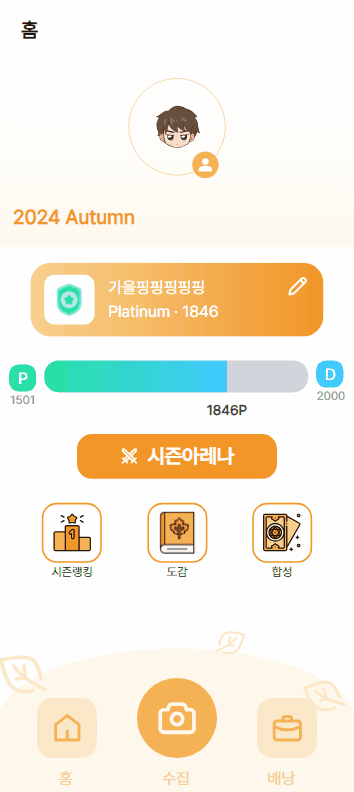 홈
2024 Autumn
가을핑핑핑핑핑
Platinum · 1846
P
D
1501
2000
1846P
시즌아레나
1
시즌랭킹
도감
합성
홈
수집
배낭